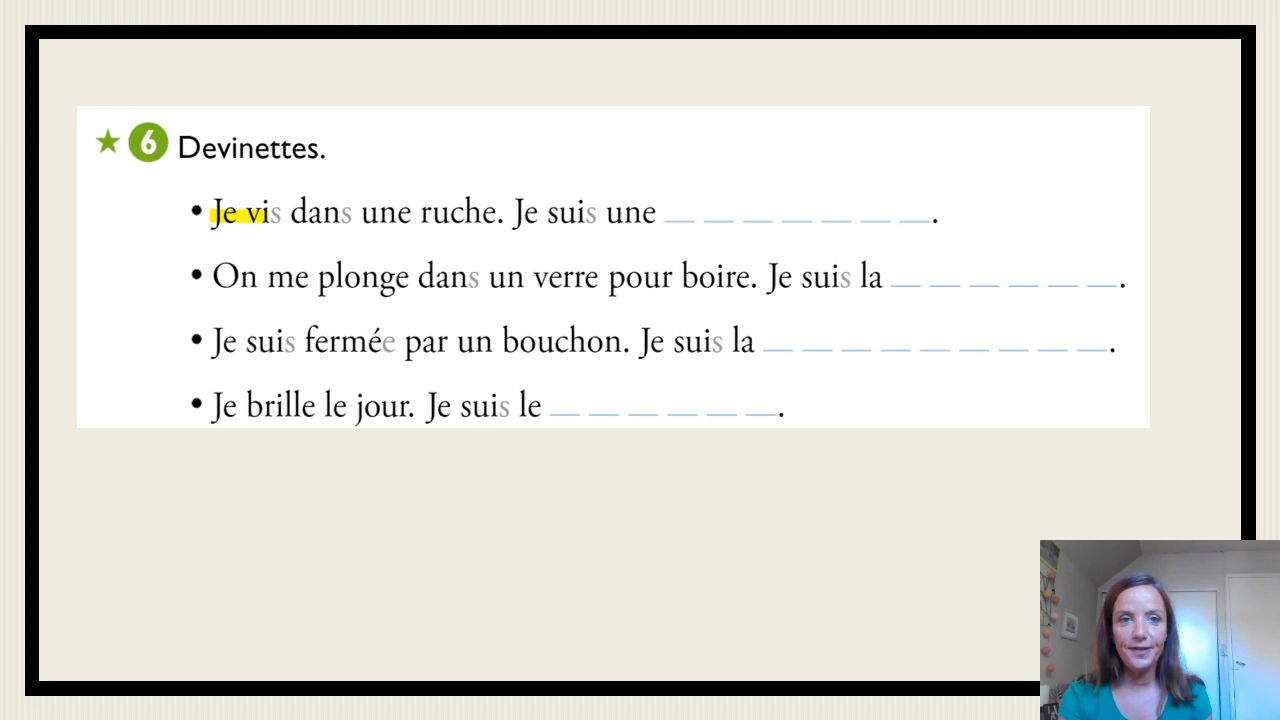 ★ 6 Devinettes.
• Je vis dans une ruche. Je suis une _ _ _ _ _ _ _.
• On me plonge dans un verre pour boire. Je suis la _ _ _ _ _ _.
• Je suis fermée par un bouchon. Je suis la _ _ _ _ _ _ _ _ _.
• Je brille le jour. Je suis le _ _ _ _ _ _.